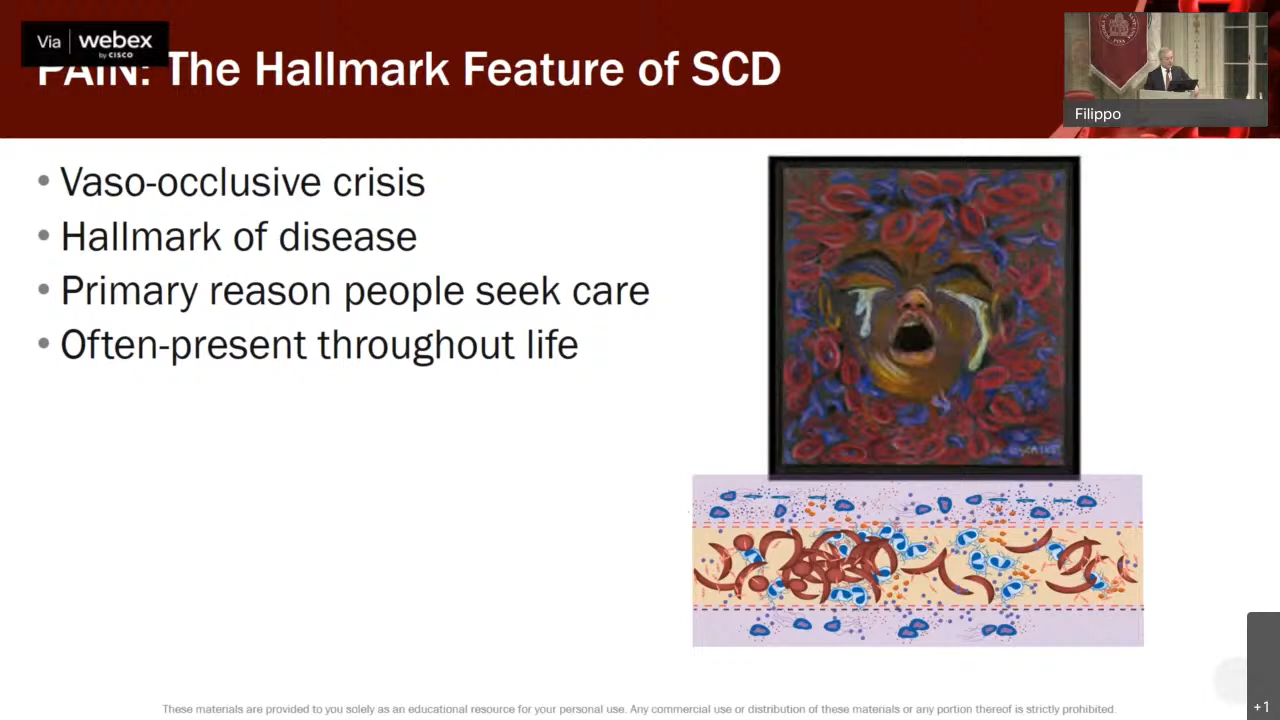 Via webex
by CISCO
PAIN: The Hallmark Feature of SCD
Filippo
• Vaso-occlusive crisis
• Hallmark of disease
• Primary reason people seek care
• Often-present throughout life
These materials are provided to you solely as an educational resource for your personal use. Any commercial use or distribution of these materials or any portion thereof is strictly prohibited.
+1